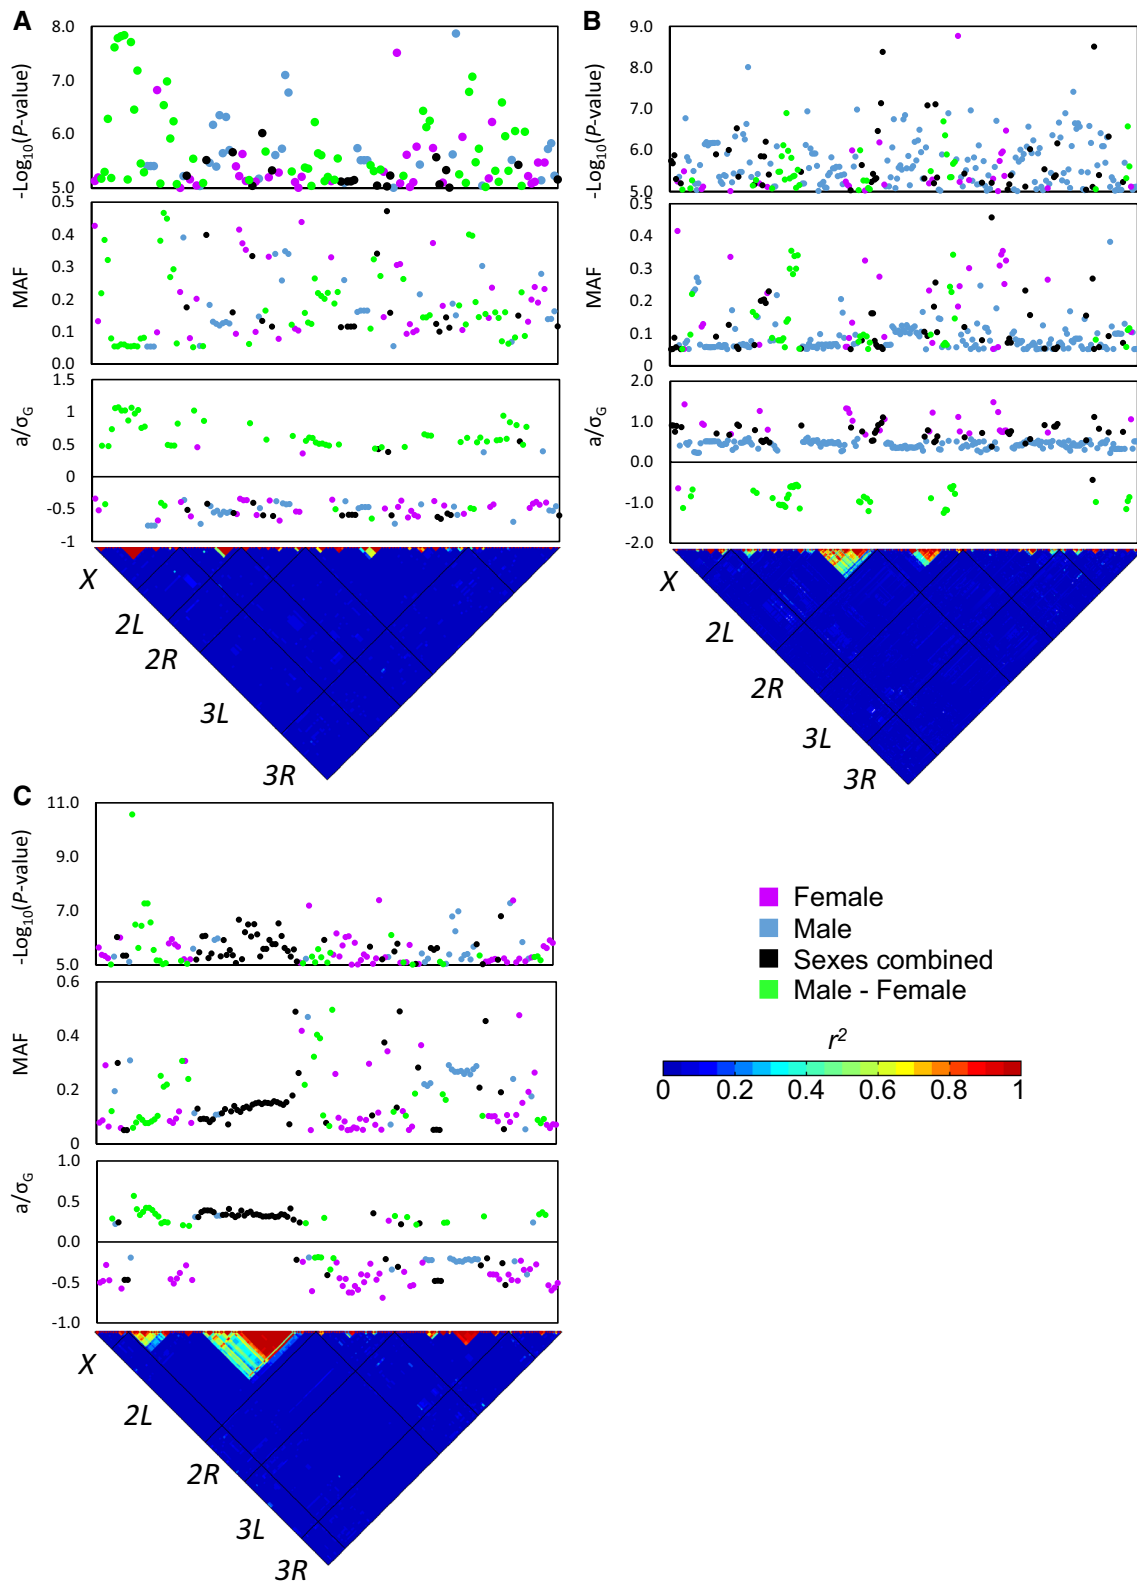 A
-Log10(P-value)
8.0
7.0
6.0
5.0
MAF
0.5
0.4
0.3
0.2
0.1
0.0
a/σG
1.5
1
0.5
0
-0.5
-1
X
2L
2R
3L
3R
B
-Log10(P-value)
9.0
8.0
7.0
6.0
5.0
MAF
0.5
0.4
0.3
0.2
0.1
0
a/σG
2.0
1.0
0.0
-1.0
-2.0
X
2L
2R
3L
3R
C
-Log10(P-value)
11.0
9.0
7.0
5.0
MAF
0.6
0.4
0.2
0
a/σG
1.0
0.5
0.0
-0.5
-1.0
X
2L
2R
3L
3R
Female
Male
Sexes combined
Male - Female
r2
0 0.2 0.4 0.6 0.8 1